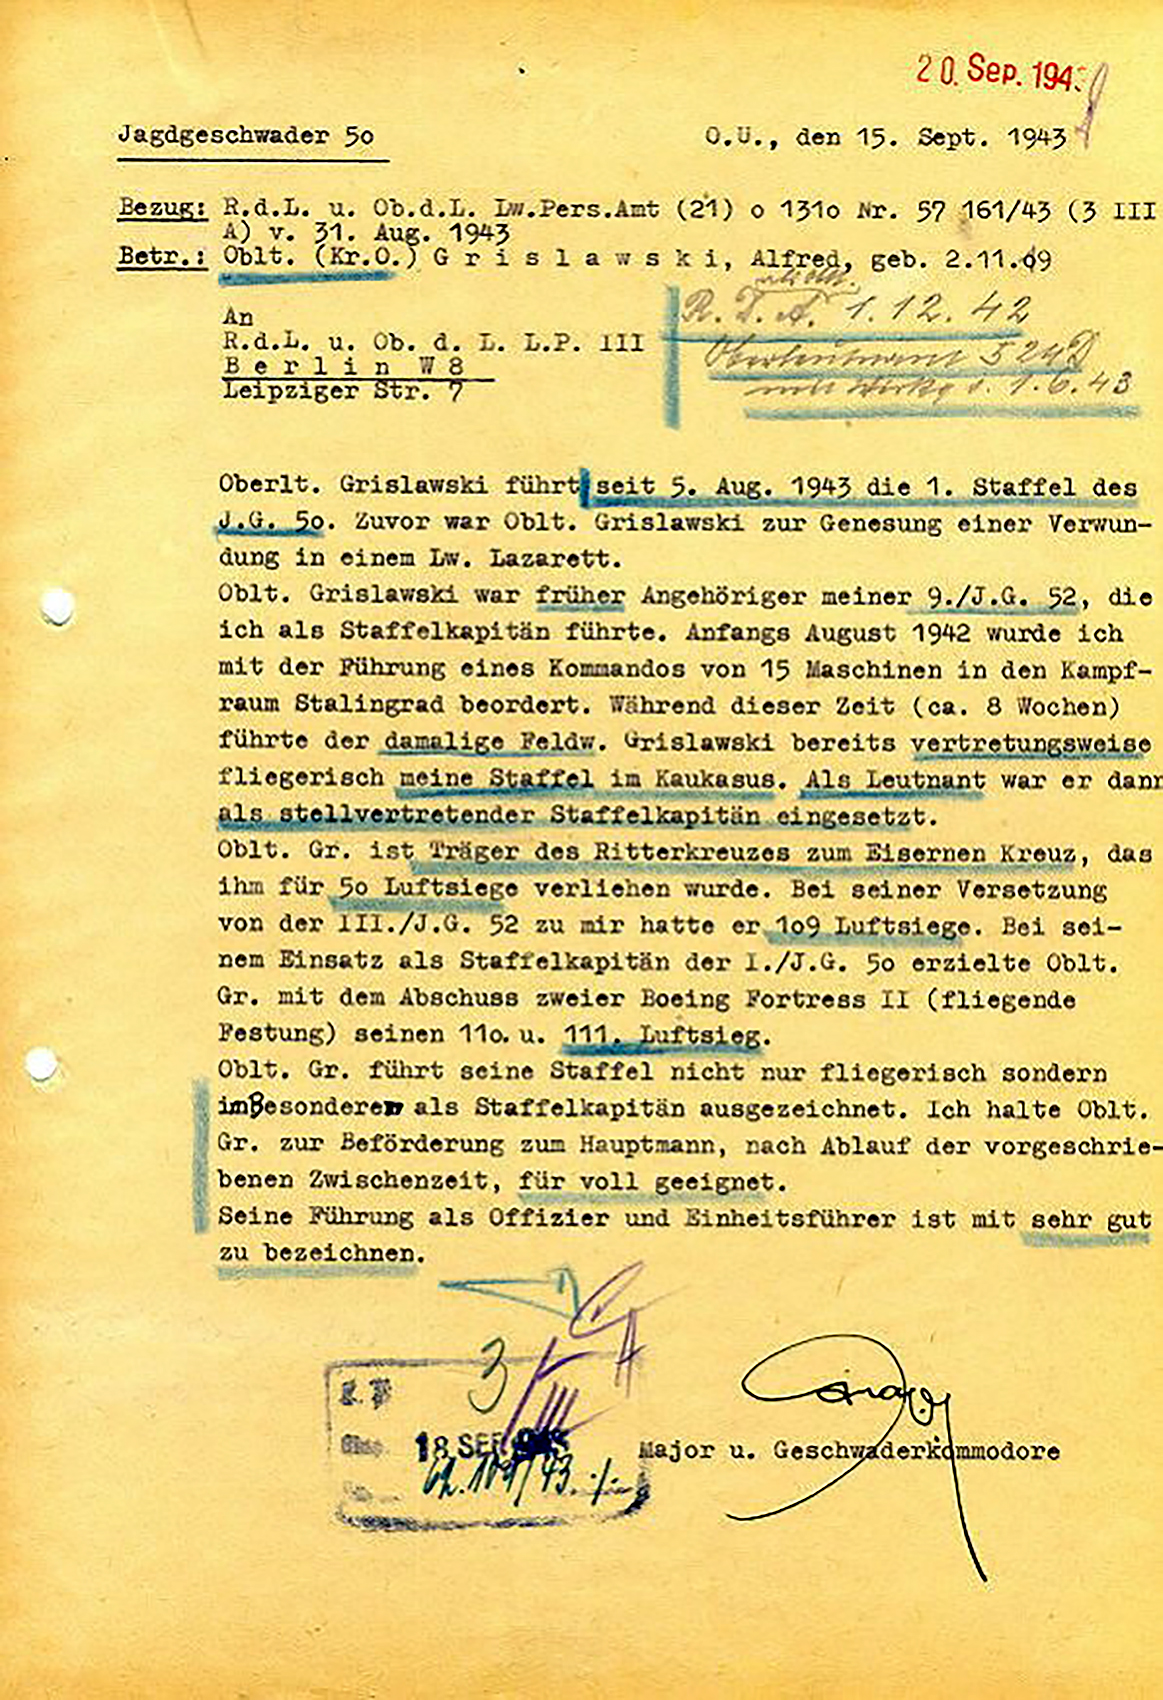 20. Sep. 194
Jagdgeschwader 5o
O.U., den 15. Sept. 1943
Bezug: R.d.L. u. Ob.d.L. Lw.Pers.Amt (21) o 131o Nr. 57 161/43 (3 III
A) v. 31. Aug. 1943
Betr.: Oblt. (Kr.O.) G r i s l a w s k i, Alfred, geb. 2.11.09
R. D. A. 1.12.42
An
R.d.L. u. Ob. d. L. L.P. III
Oberleutnant 524D
B e r l i n W 8
mit Wirkg v. 1.6.43
Leipziger Str. 7
Oberlt. Grislawski führt seit 5. Aug. 1943 die 1. Staffel des
J.G. 5o. Zuvor war Oblt. Grislawski zur Genesung einer Verwun-
dung in einem Lw. Lazarett.
Oblt. Grislawski war früher Angehöriger meiner 9./J.G. 52, die
ich als Staffelkapitän führte. Anfangs August 1942 wurde ich
mit der Führung eines Kommandos von 15 Maschinen in den Kampf-
raum Stalingrad beordert. Während dieser Zeit (ca. 8 Wochen)
führte der damalige Feldw. Grislawski bereits vertretungsweise
fliegerisch meine Staffel im Kaukasus. Als Leutnant war er dann
als stellvertretender Staffelkapitän eingesetzt.
Oblt. Gr. ist Träger des Ritterkreuzes zum Eisernen Kreuz, das
ihm für 5o Luftsiege verliehen wurde. Bei seiner Versetzung
von der III./J.G. 52 zu mir hatte er 1o9 Luftsiege. Bei sei-
nem Einsatz als Staffelkapitän der I./J.G. 5o erzielte Oblt.
Gr. mit dem Abschuss zweier Boeing Fortress II (fliegende
Festung) seinen 11o. u. 111. Luftsieg.
Oblt. Gr. führt seine Staffel nicht nur fliegerisch sondern
imBesonderen als Staffelkapitän ausgezeichnet. Ich halte Oblt.
Gr. zur Beförderung zum Hauptmann, nach Ablauf der vorgeschrie-
benen Zwischenzeit, für voll geeignet.
Seine Führung als Offizier und Einheitsführer ist mit sehr gut
zu bezeichnen.
3
III
18. SEP. 1943
Major u. Geschwaderkommodore